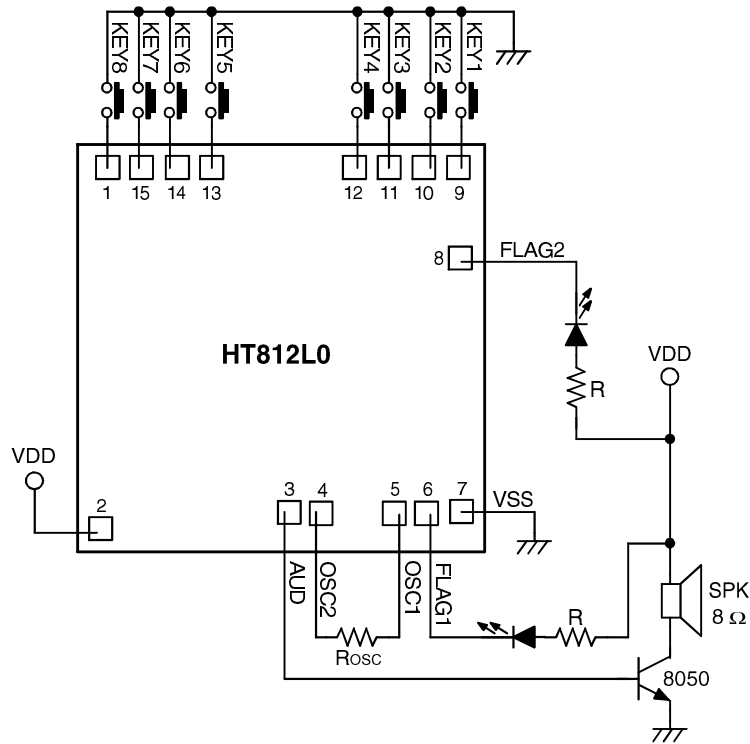 KEY8
KEY7
KEY6
KEY5
KEY4
KEY3
KEY2
KEY1
1
15
14
13
12
11
10
9
8
FLAG2
HT812L0
R
VDD
VDD
2
3
4
5
6
7
VSS
AUD
OSC2
OSC1
FLAG1
ROSC
R
SPK
8 Ω
8050